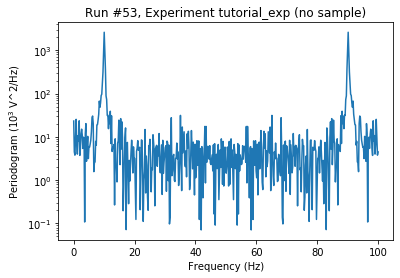 Run #53, Experiment tutorial_exp (no sample)
Periodogram (10³ V^2/Hz)
10³
10²
10¹
10⁰
10⁻¹
0 20 40 60 80 100
Frequency (Hz)